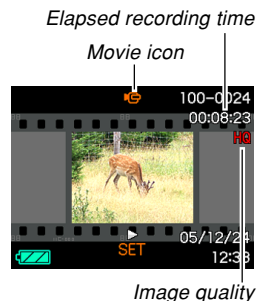 Elapsed recording time
Movie icon
100-0024
00:08:23
HQ
SET
05/12/24
12:38
Image quality